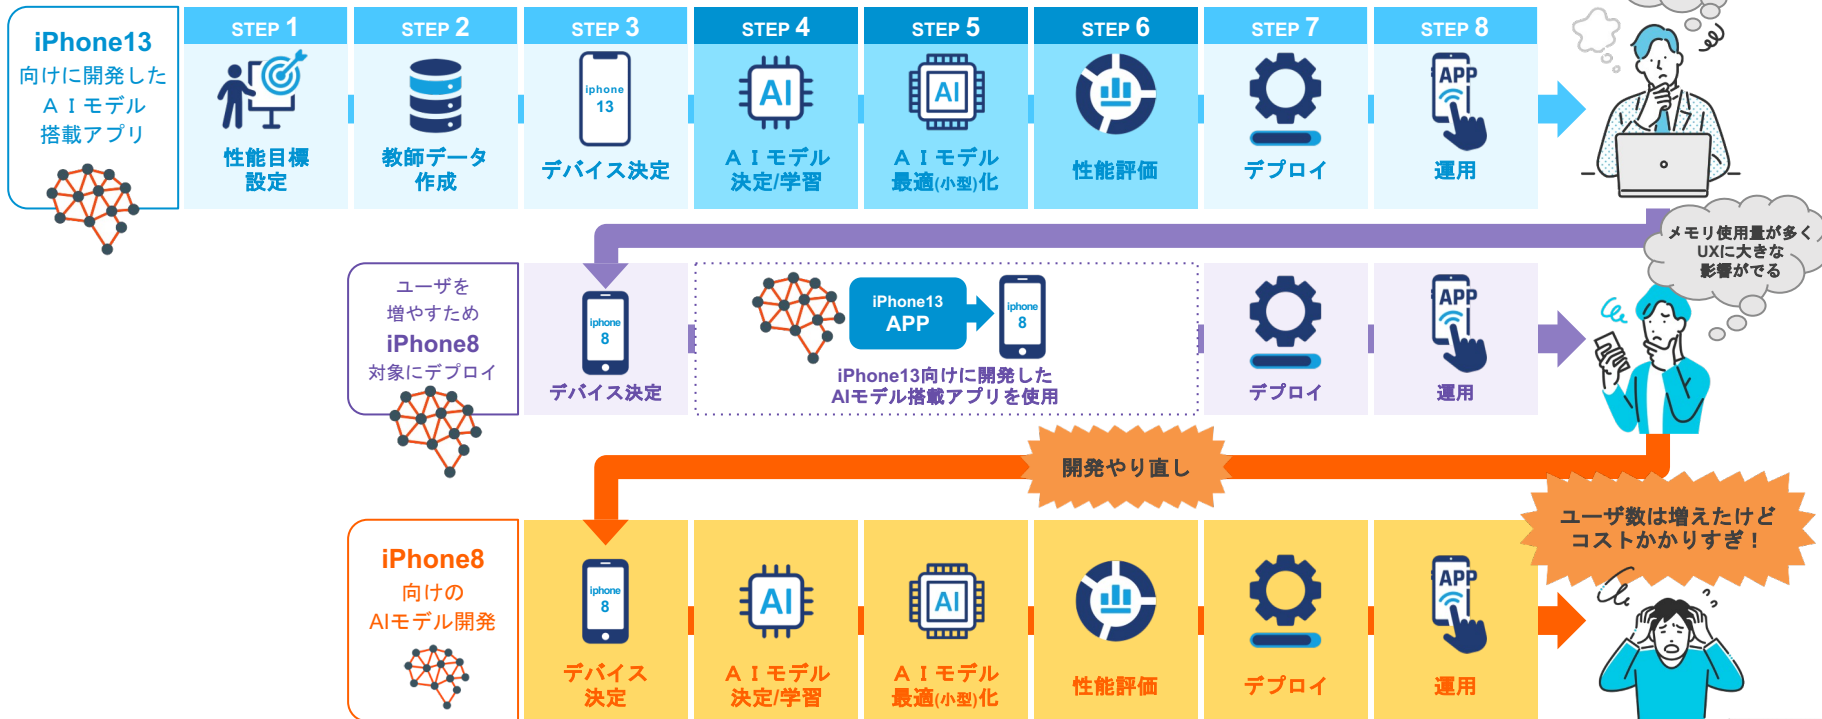 iPhone13
向けに開発した
ＡＩモデル
搭載アプリ
STEP 1
性能目標
設定
STEP 2
教師データ
作成
STEP 3
iphone
13
デバイス決定
STEP 4
AI
ＡＩモデル
決定/学習
STEP 5
AI
ＡＩモデル
最適(小型)化
STEP 6
性能評価
STEP 7
デプロイ
STEP 8
APP
運用
メモリ使用量が多く
UXに大きな
影響がでる
ユーザを
増やすため
iPhone8
対象にデプロイ
iphone
8
デバイス決定
iPhone13
APP
iphone
8
iPhone13向けに開発した
AIモデル搭載アプリを使用
デプロイ
APP
運用
開発やり直し
ユーザ数は増えたけど
コストかかりすぎ！
iPhone8
向けの
AIモデル開発
iphone
8
デバイス
決定
AI
ＡＩモデル
決定/学習
AI
ＡＩモデル
最適(小型)化
性能評価
デプロイ
APP
運用